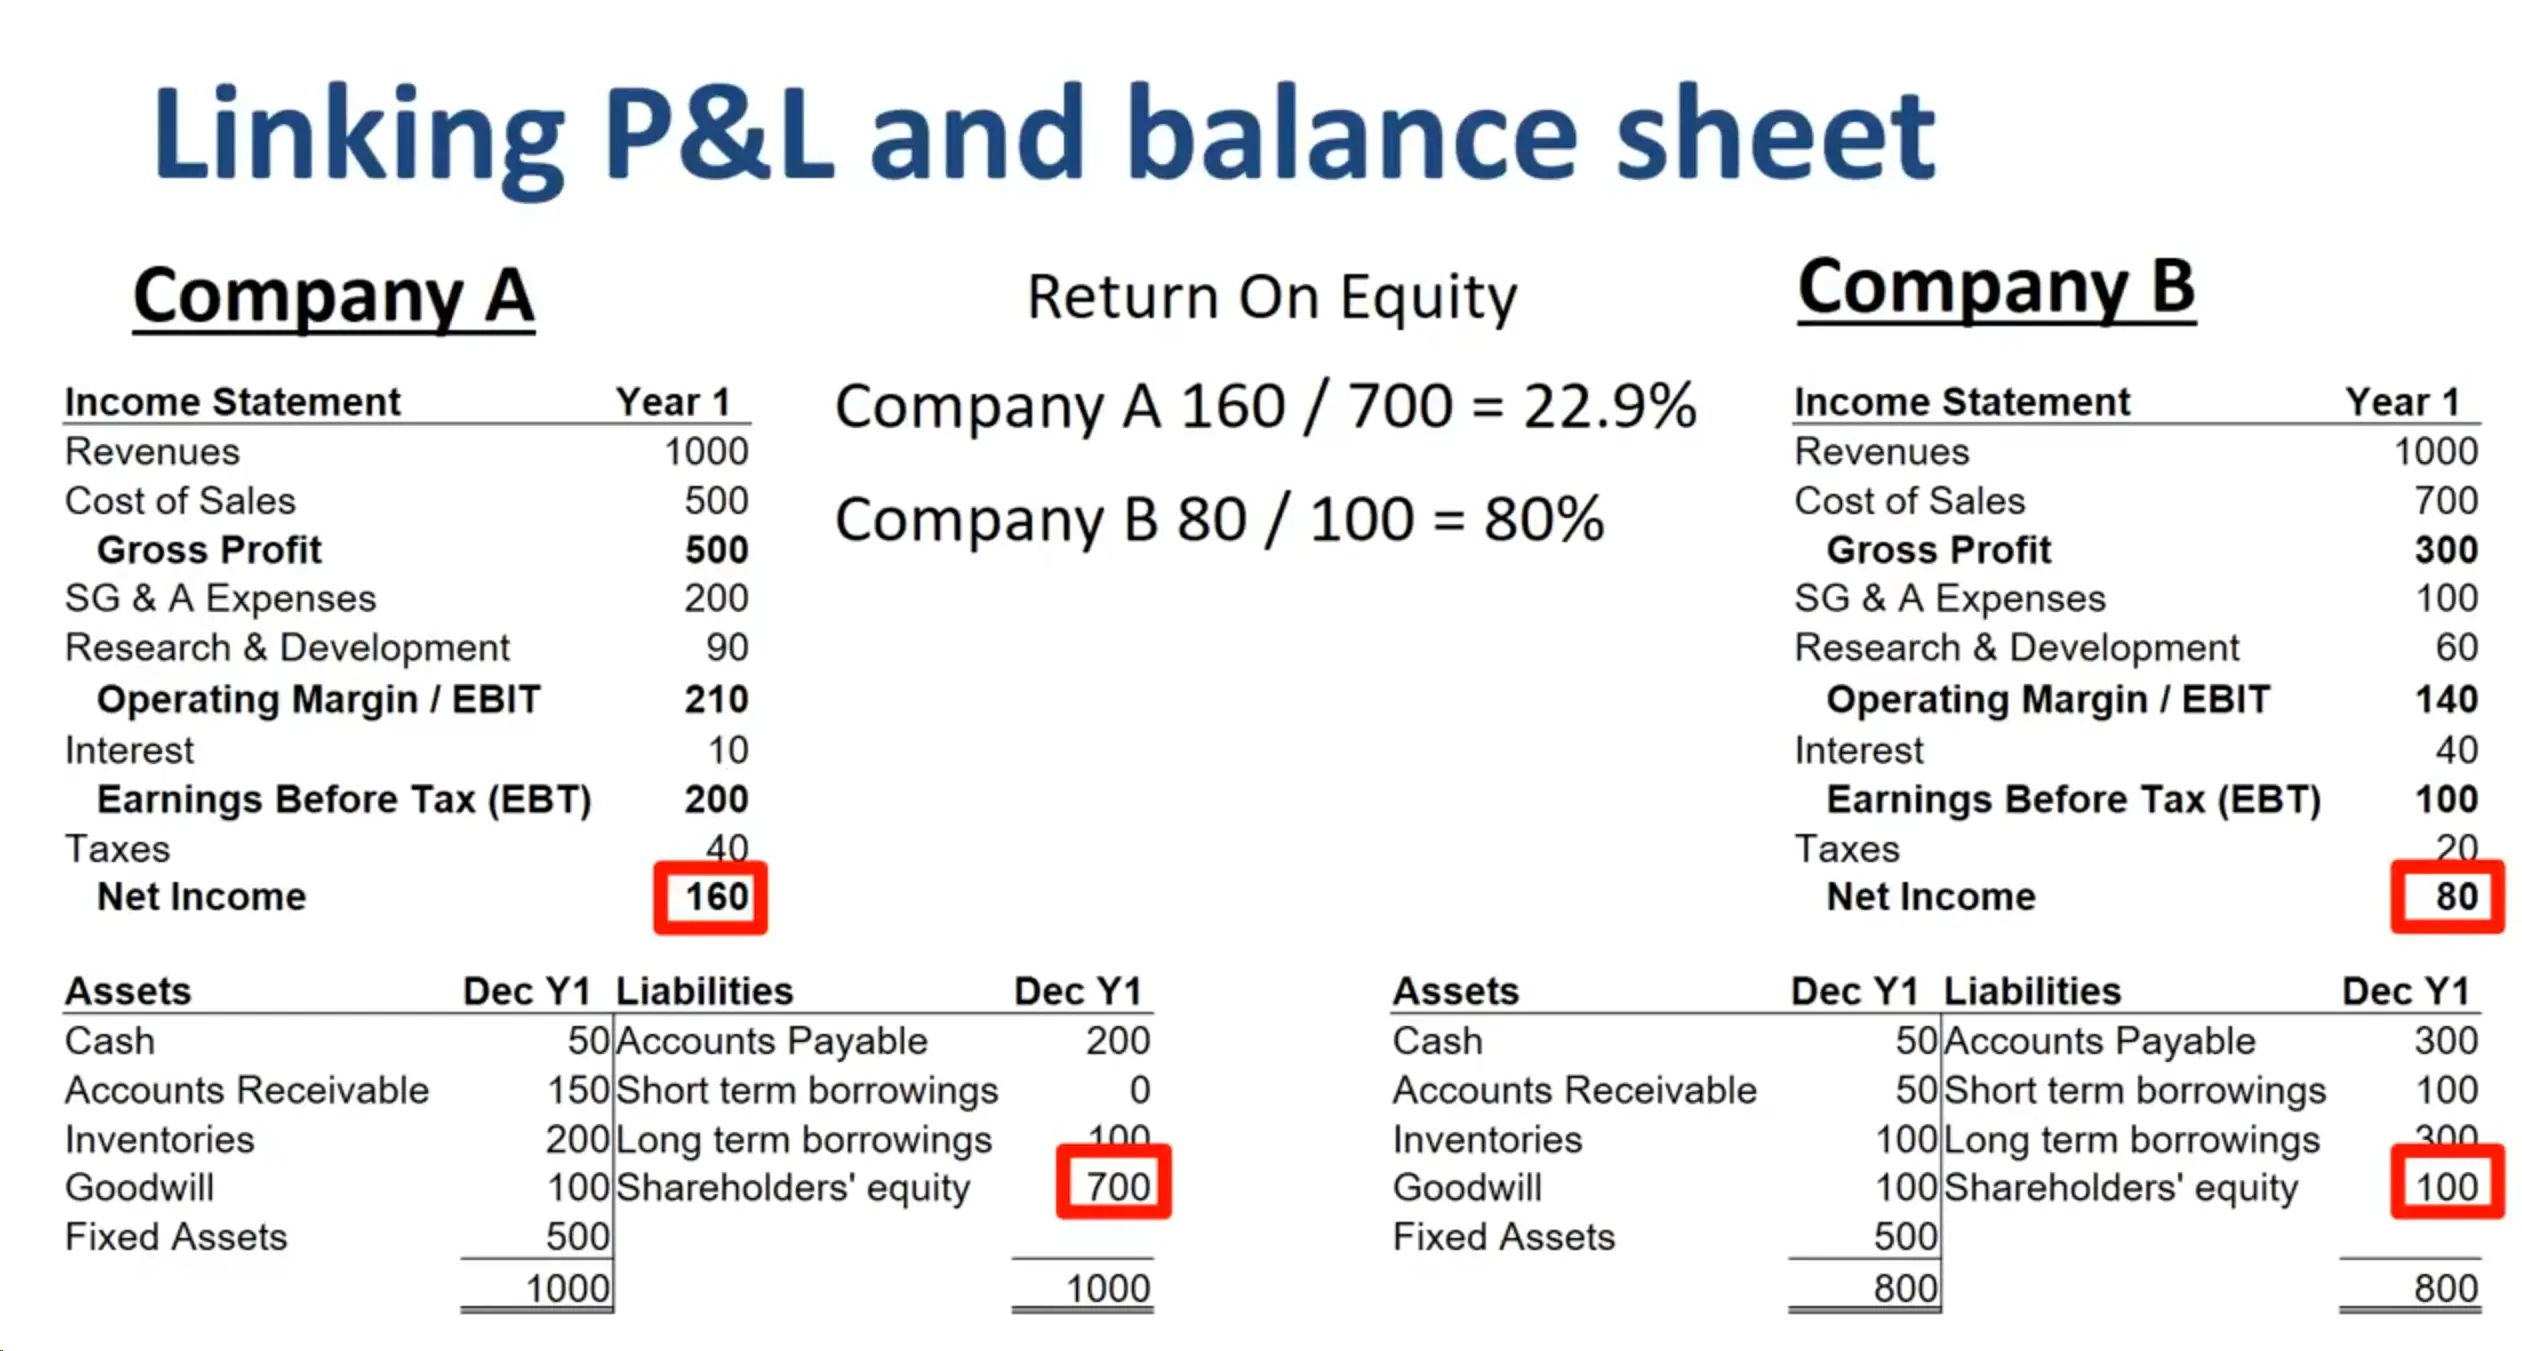 Linking P&L and balance sheet
Company A
Income Statement Year 1
Revenues 1000
Cost of Sales 500
Gross Profit 500
SG & A Expenses 200
Research & Development 90
Operating Margin / EBIT 210
Interest 10
Earnings Before Tax (EBT) 200
Taxes 40
Net Income 160
Return On Equity
Company A 160 / 700 = 22.9%
Company B 80 / 100 = 80%
Company B
Income Statement Year 1
Revenues 1000
Cost of Sales 700
Gross Profit 300
SG & A Expenses 100
Research & Development 60
Operating Margin / EBIT 140
Interest 40
Earnings Before Tax (EBT) 100
Taxes 20
Net Income 80
Assets Dec Y1 Liabilities Dec Y1
Cash 50 Accounts Payable 200
Accounts Receivable 150 Short term borrowings 0
Inventories 200 Long term borrowings 100
Goodwill 100 Shareholders' equity 700
Fixed Assets 500
1000 1000
Assets Dec Y1 Liabilities Dec Y1
Cash 50 Accounts Payable 300
Accounts Receivable 50 Short term borrowings 100
Inventories 100 Long term borrowings 300
Goodwill 100 Shareholders' equity 100
Fixed Assets 500
800 800